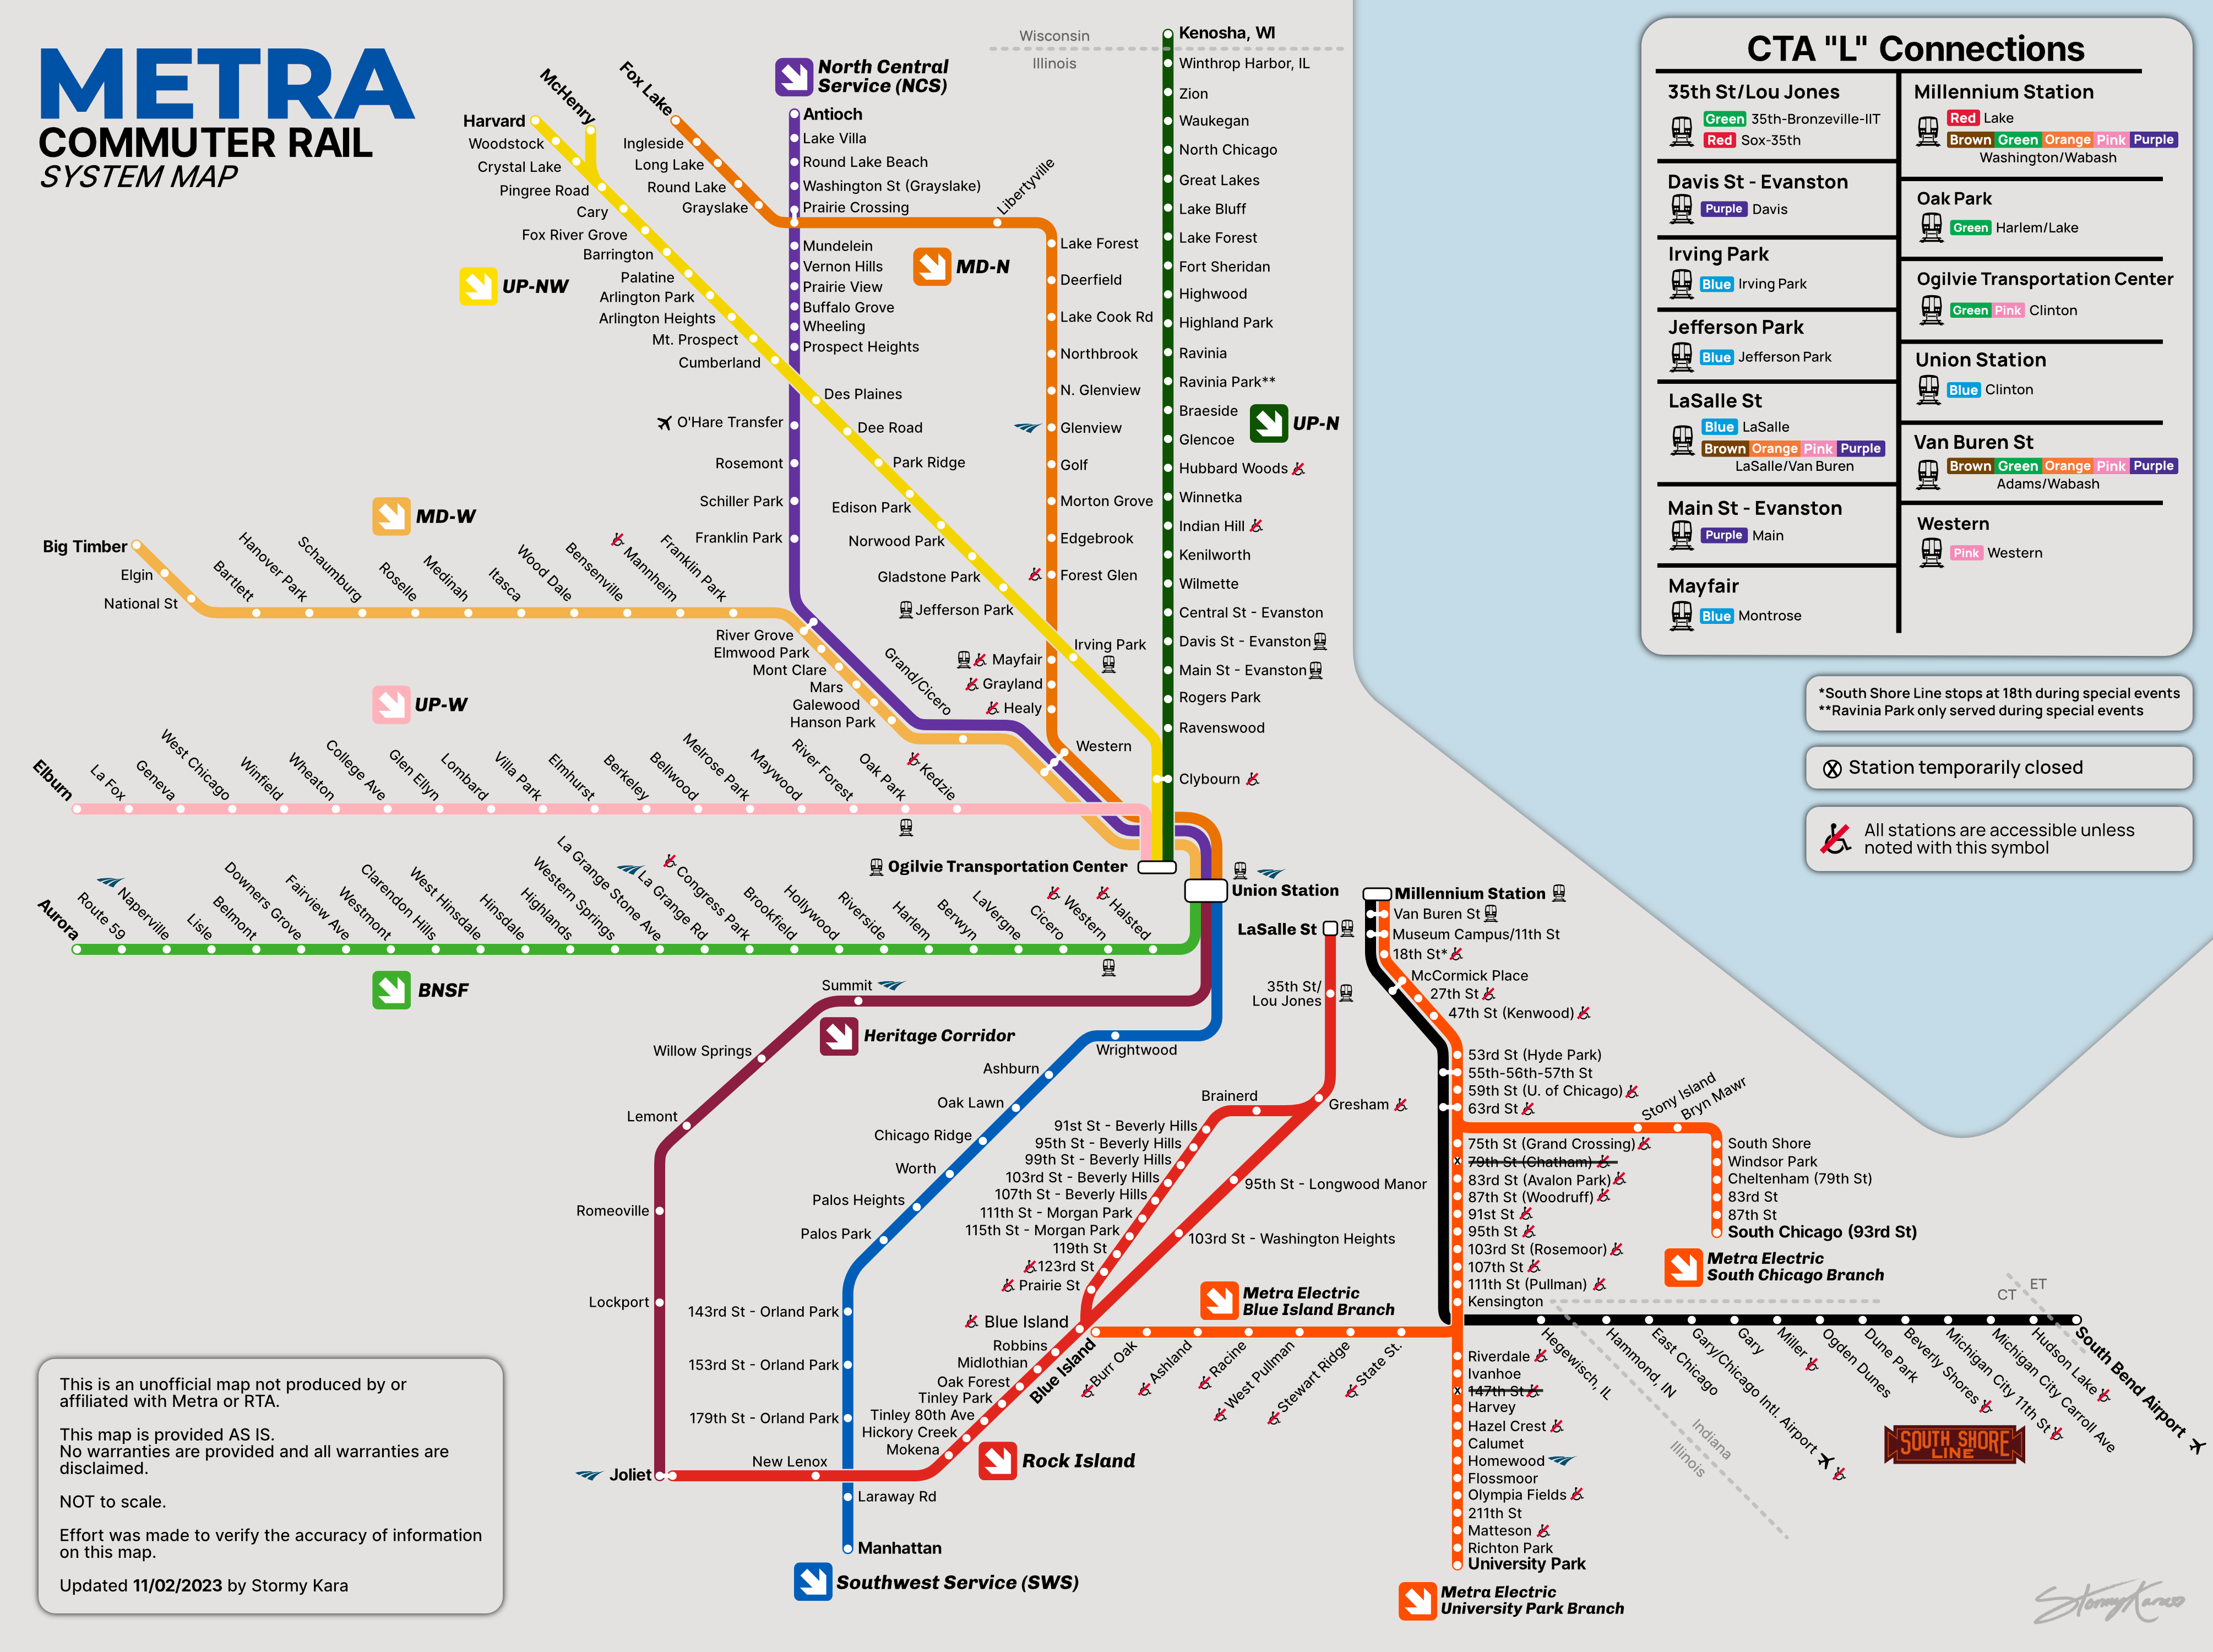 METRA
COMMUTER RAIL
SYSTEM MAP
Wisconsin
Illinois
North Central
Service (NCS)
Antioch
Lake Villa
Round Lake Beach
Washington St (Grayslake)
Prairie Crossing
Mundelein
Vernon Hills
Prairie View
Buffalo Grove
Wheeling
Prospect Heights
O'Hare Transfer
Rosemont
Schiller Park
Franklin Park
UP-NW
Harvard
McHenry
Woodstock
Crystal Lake
Pingree Road
Cary
Fox River Grove
Barrington
Palatine
Arlington Park
Arlington Heights
Mt. Prospect
Cumberland
Des Plaines
Dee Road
Park Ridge
Edison Park
Norwood Park
Gladstone Park
Jefferson Park
Irving Park
MD-N
Fox Lake
Ingleside
Long Lake
Round Lake
Grayslake
Libertyville
Lake Forest
Deerfield
Lake Cook Rd
Northbrook
N. Glenview
Glenview
Golf
Morton Grove
Edgebrook
Forest Glen
Mayfair
Grayland
Healy
Western
UP-N
Kenosha, WI
Winthrop Harbor, IL
Zion
Waukegan
North Chicago
Great Lakes
Lake Bluff
Lake Forest
Fort Sheridan
Highwood
Highland Park
Ravinia
Ravinia Park**
Braeside
Glencoe
Hubbard Woods
Winnetka
Indian Hill
Kenilworth
Wilmette
Central St - Evanston
Davis St - Evanston
Main St - Evanston
Rogers Park
Ravenswood
Clybourn
MD-W
Big Timber
Elgin
National St
Bartlett
Hanover Park
Schaumburg
Roselle
Medinah
Itasca
Wood Dale
Bensenville
Mannheim
Franklin Park
River Grove
Elmwood Park
Mont Clare
Mars
Galewood
Hanson Park
Grand/Cicero
UP-W
Elburn
La Fox
Geneva
West Chicago
Winfield
Wheaton
College Ave
Glen Ellyn
Lombard
Villa Park
Elmhurst
Berkeley
Bellwood
Melrose Park
Maywood
River Forest
Oak Park
Kedzie
Ogilvie Transportation Center
Union Station
BNSF
Aurora
Route 59
Naperville
Lisle
Belmont
Downers Grove
Fairview Ave
Westmont
Clarendon Hills
West Hinsdale
Hinsdale
Highlands
Western Springs
La Grange Stone Ave
La Grange Rd
Congress Park
Brookfield
Hollywood
Riverside
Harlem
Berwyn
LaVergne
Cicero
Western
Halsted
Heritage Corridor
Summit
Willow Springs
Lemont
Romeoville
Lockport
Joliet
Wrightwood
Ashburn
Oak Lawn
Chicago Ridge
Worth
Palos Heights
Palos Park
143rd St - Orland Park
153rd St - Orland Park
179th St - Orland Park
Laraway Rd
Manhattan
Southwest Service (SWS)
LaSalle St
35th St/
Lou Jones
Gresham
Brainerd
91st St - Beverly Hills
95th St - Beverly Hills
99th St - Beverly Hills
103rd St - Beverly Hills
107th St - Beverly Hills
111th St - Morgan Park
115th St - Morgan Park
119th St
123rd St
Prairie St
95th St - Longwood Manor
103rd St - Washington Heights
Blue Island
Robbins
Midlothian
Oak Forest
Tinley Park
Tinley 80th Ave
Hickory Creek
Mokena
New Lenox
Rock Island
Millennium Station
Van Buren St
Museum Campus/11th St
18th St*
McCormick Place
27th St
47th St (Kenwood)
53rd St (Hyde Park)
55th-56th-57th St
59th St (U. of Chicago)
63rd St
75th St (Grand Crossing)
79th St (Chatham)
83rd St (Avalon Park)
87th St (Woodruff)
91st St
95th St
103rd St (Rosemoor)
107th St
111th St (Pullman)
Kensington
Riverdale
Ivanhoe
147th St
Harvey
Hazel Crest
Calumet
Homewood
Flossmoor
Olympia Fields
211th St
Matteson
Richton Park
University Park
Metra Electric
University Park Branch
Stony Island
Bryn Mawr
South Shore
Windsor Park
Cheltenham (79th St)
83rd St
87th St
South Chicago (93rd St)
Metra Electric
South Chicago Branch
Metra Electric
Blue Island Branch
Blue Island
Burr Oak
Ashland
Racine
West Pullman
Stewart Ridge
State St.
CT
ET
Hegewisch, IL
Hammond, IN
East Chicago
Gary/Chicago Intl. Airport
Gary
Miller
Ogden Dunes
Dune Park
Beverly Shores
Michigan City 11th St
Michigan City Carroll Ave
Hudson Lake
South Bend Airport
Indiana
Illinois
SOUTH SHORE
LINE
CTA "L" Connections
35th St/Lou Jones
Green 35th-Bronzeville-IIT
Red Sox-35th
Davis St - Evanston
Purple Davis
Irving Park
Blue Irving Park
Jefferson Park
Blue Jefferson Park
LaSalle St
Blue LaSalle
Brown Orange Pink Purple
LaSalle/Van Buren
Main St - Evanston
Purple Main
Mayfair
Blue Montrose
Millennium Station
Red Lake
Brown Green Orange Pink Purple
Washington/Wabash
Oak Park
Green Harlem/Lake
Ogilvie Transportation Center
Green Pink Clinton
Union Station
Blue Clinton
Van Buren St
Brown Green Orange Pink Purple
Adams/Wabash
Western
Pink Western
*South Shore Line stops at 18th during special events
**Ravinia Park only served during special events
Station temporarily closed
All stations are accessible unless
noted with this symbol
This is an unofficial map not produced by or
affiliated with Metra or RTA.
This map is provided AS IS.
No warranties are provided and all warranties are
disclaimed.
NOT to scale.
Effort was made to verify the accuracy of information
on this map.
Updated 11/02/2023 by Stormy Kara